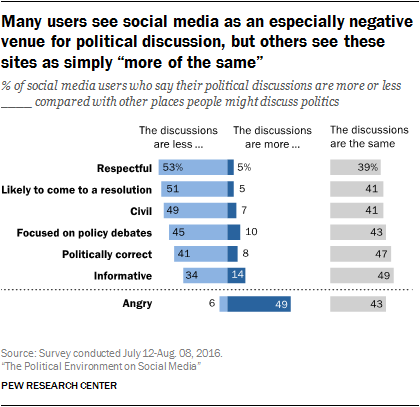 Many users see social media as an especially negative
venue for political discussion, but others see these
sites as simply “more of the same”
% of social media users who say their political discussions are more or less
_____ compared with other places people might discuss politics
The discussions are less ... The discussions are more ... The discussions are the same
Respectful 53% 5% 39%
Likely to come to a resolution 51 5 41
Civil 49 7 41
Focused on policy debates 45 10 43
Politically correct 41 8 47
Informative 34 14 49
Angry 6 49 43
Source: Survey conducted July 12-Aug. 08, 2016.
“The Political Environment on Social Media”
PEW RESEARCH CENTER